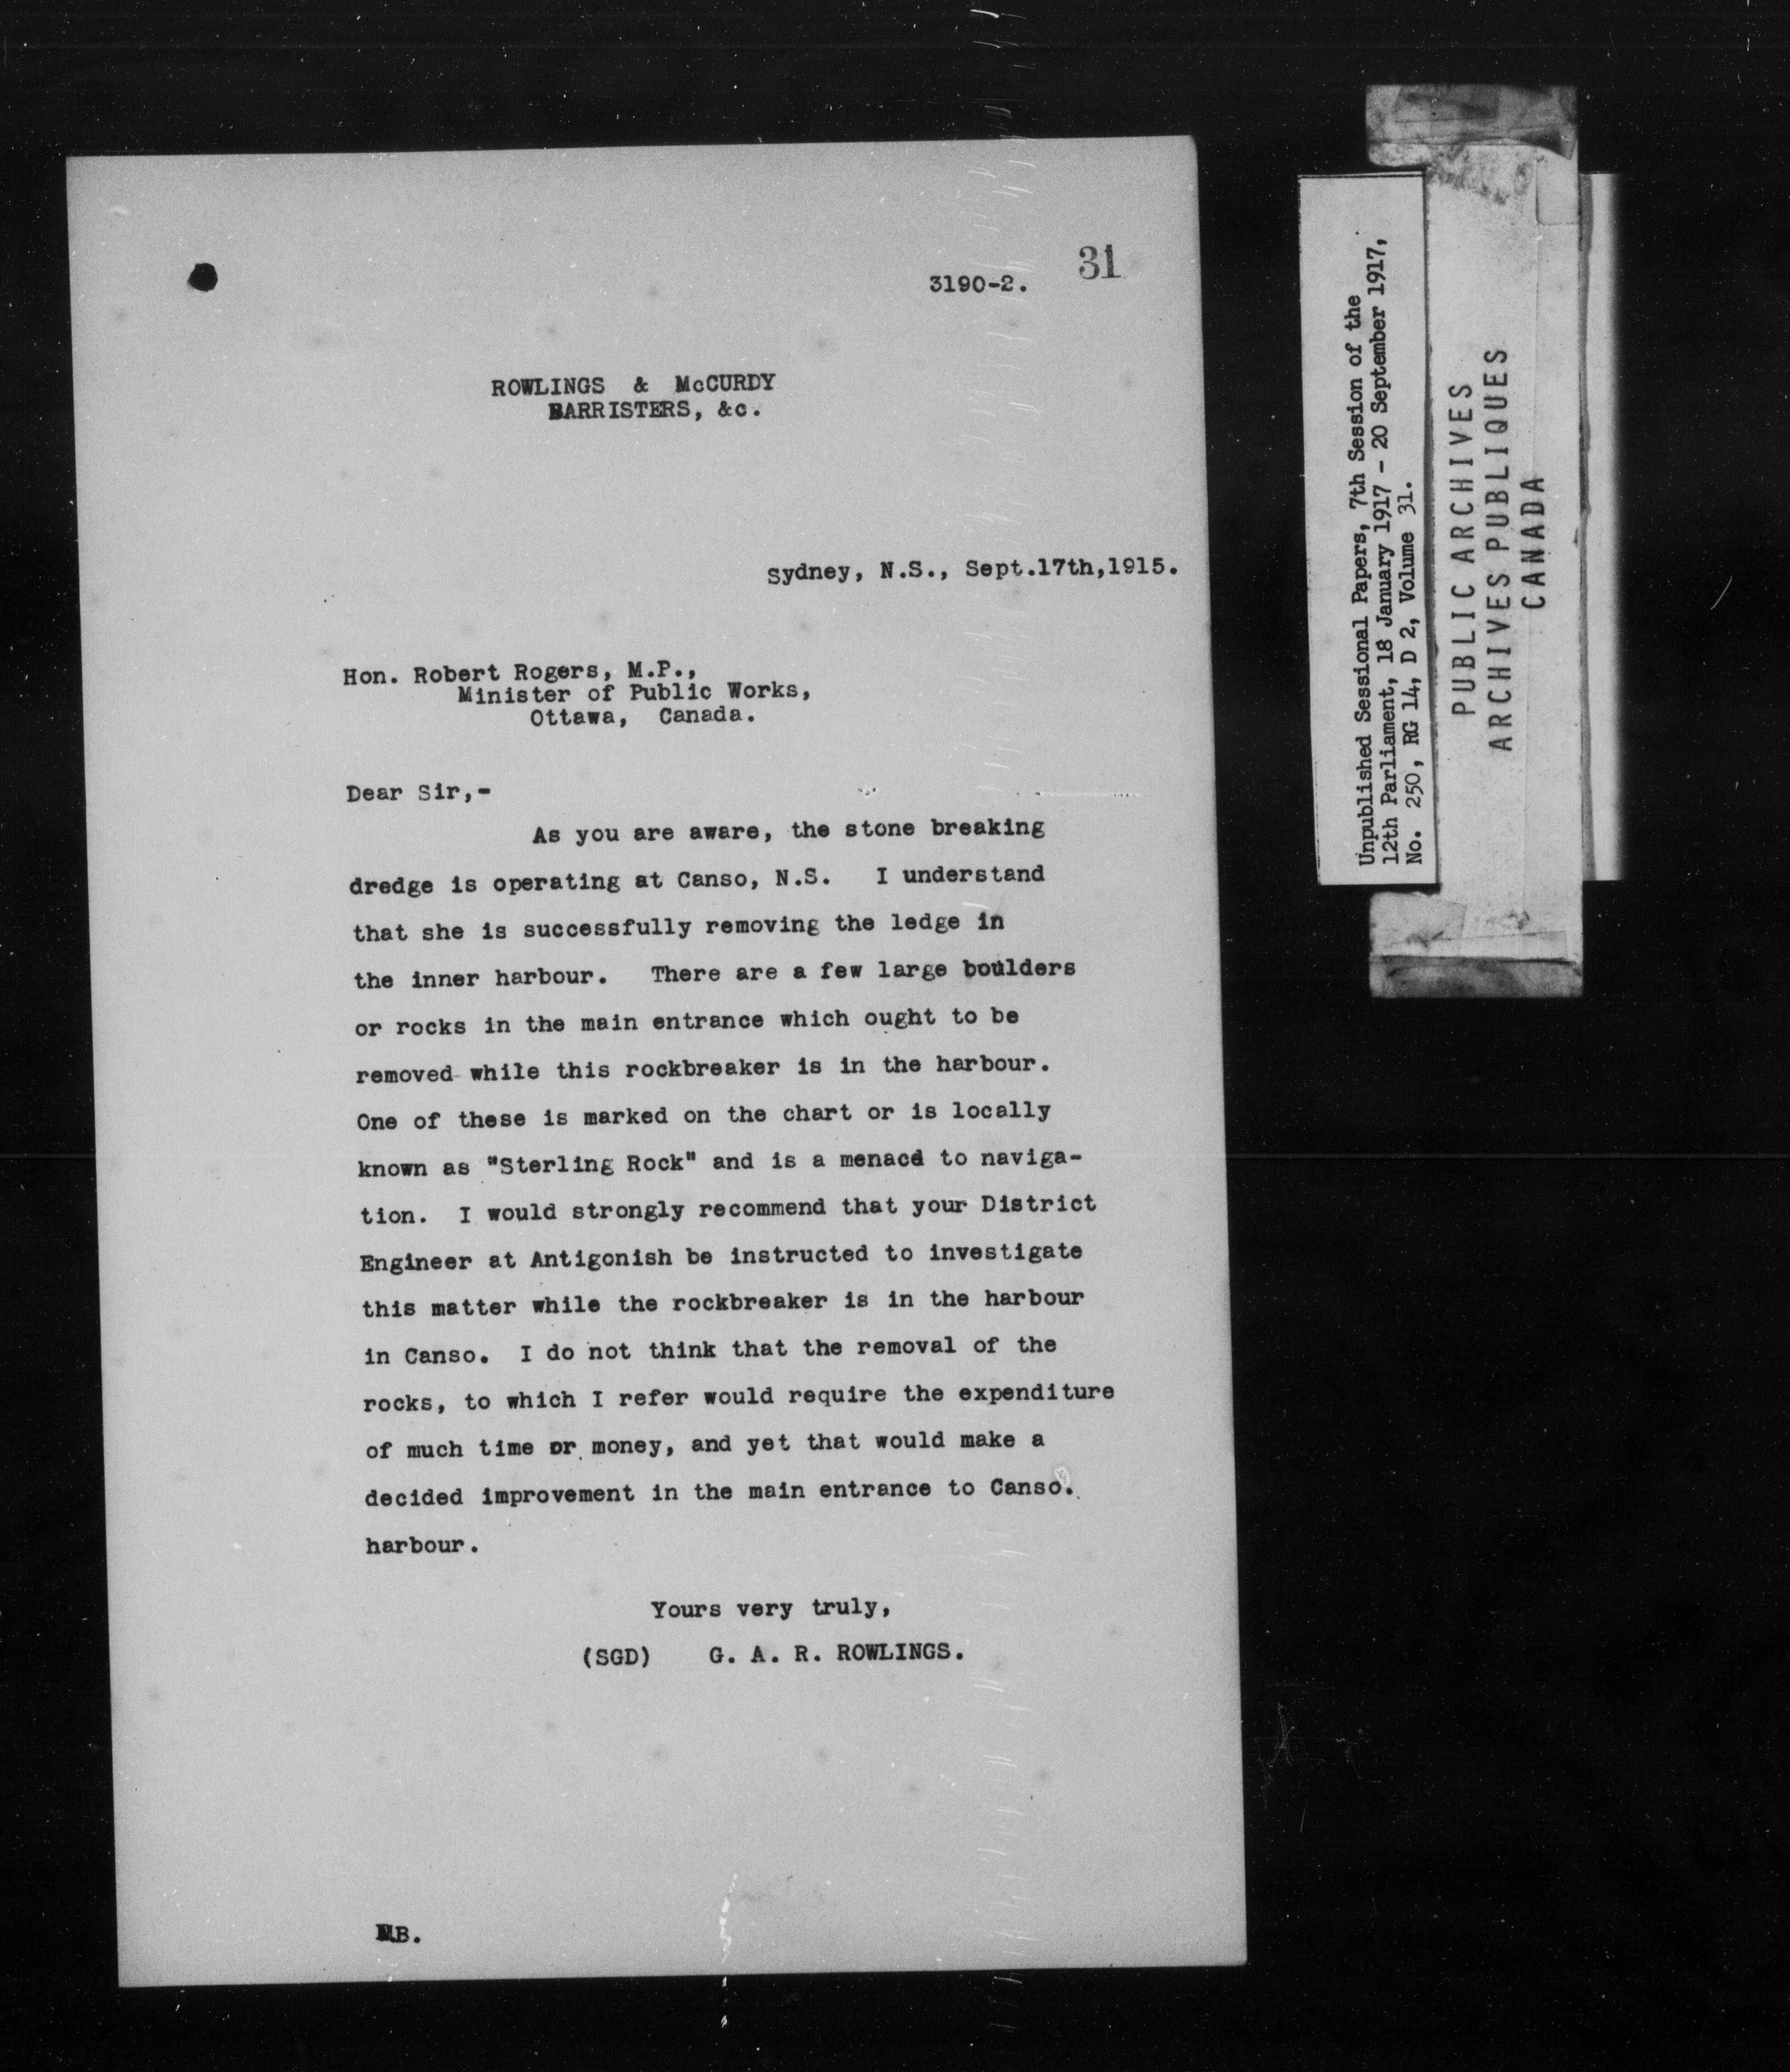 31
3190-2.
ROWLINGS & McCURDY
BARRISTERS, &c.
Sydney, N.S., Sept.17th,1915.
Hon. Robert Rogers, M.P.,
Minister of Public Works,
Ottawa, Canada.
Dear Sir,-
As you are aware, the stone breaking
dredge is operating at Canso, N.S. I understand
that she is successfully removing the ledge in
the inner harbour. There are a few large boulders
or rocks in the main entrance which ought to be
removed while this rockbreaker is in the harbour.
One of these is marked on the chart or is locally
known as "Sterling Rock" and is a menace to naviga-
tion. I would strongly recommend that your District
Engineer at Antigonish be instructed to investigate
this matter while the rockbreaker is in the harbour
in Canso. I do not think that the removal of the
rocks, to which I refer would require the expenditure
of much time or money, and yet that would make a
decided improvement in the main entrance to Canso.
harbour.
Yours very truly,
(SGD) G. A. R. ROWLINGS.
MB.
Unpublished Sessional Papers, 7th Session of the
12th Parliament, 18 January 1917 - 20 September 1917,
No. 250, RG 14, D 2, Volume 31.
PUBLIC ARCHIVES
ARCHIVES PUBLIQUES
CANADA